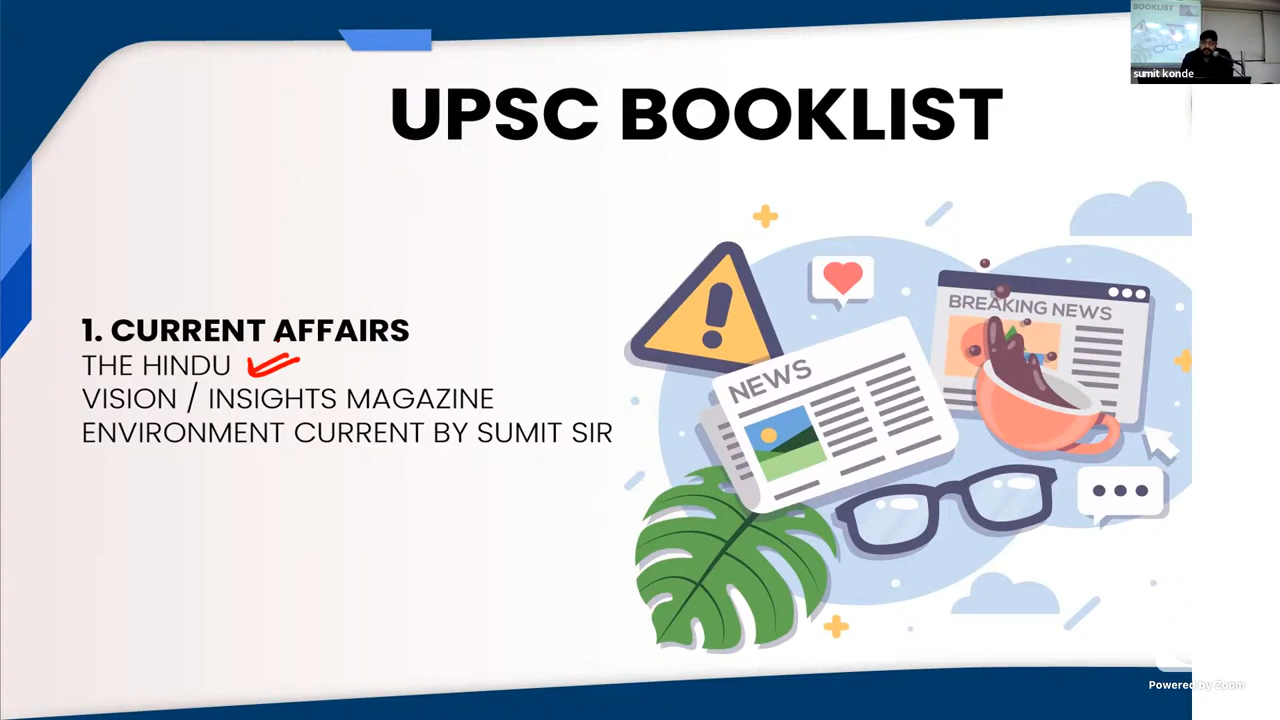 BOOKLIST
sumit konde
UPSC BOOKLIST
1. CURRENT AFFAIRS
THE HINDU
VISION / INSIGHTS MAGAZINE
ENVIRONMENT CURRENT BY SUMIT SIR
BREAKING NEWS
NEWS
Powered by Zoom